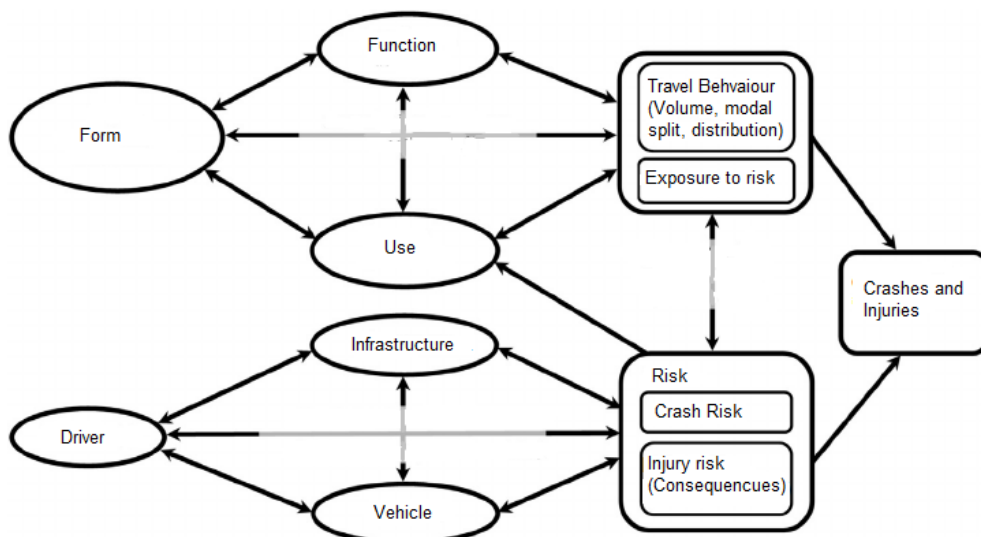 Function
Form
Use
Travel Behvaiour
(Volume, modal
split, distribution)
Exposure to risk
Crashes and
Injuries
Infrastructure
Driver
Vehicle
Risk
Crash Risk
Injury risk
(Consequencues)